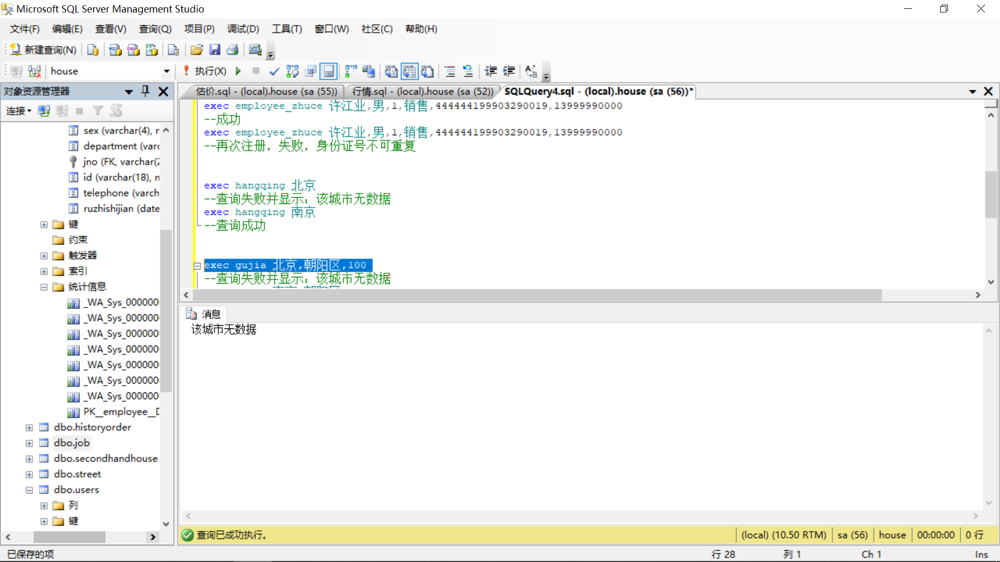 Microsoft SQL Server Management Studio
文件(F) 编辑(E) 查看(V) 查询(Q) 项目(P) 调试(D) 工具(T) 窗口(W) 社区(C) 帮助(H)
新建查询(N)
house 执行(X)
对象资源管理器
连接
sex (varchar(4), r
department (varc
jno (FK, varchar(2
id (varchar(18), n
telephone (varch
ruzhishijian (date
键
约束
触发器
索引
统计信息
_WA_Sys_000000
_WA_Sys_000000
_WA_Sys_000000
_WA_Sys_000000
_WA_Sys_000000
_WA_Sys_000000
_WA_Sys_000000
PK__employee__D
dbo.historyorder
dbo.job
dbo.secondhandhouse
dbo.street
dbo.users
列
键
估价.sql - (local).house (sa (55)) 行情.sql - (local).house (sa (52)) SQLQuery4.sql - (local).house (sa (56))*
exec employee_zhuce 许江业,男,1,销售,444444199903290019,13999990000
--成功
exec employee_zhuce 许江业,男,1,销售,444444199903290019,13999990000
--再次注册，失败，身份证号不可重复
exec hangqing 北京
--查询失败并显示：该城市无数据
exec hangqing 南京
--查询成功
exec gujia 北京,朝阳区,100
--查询失败并显示：该城市无数据
消息
该城市无数据
查询已成功执行。 (local) (10.50 RTM) sa (56) house 00:00:00 0 行
已保存的项 行 28 列 1 Ch 1 Ins